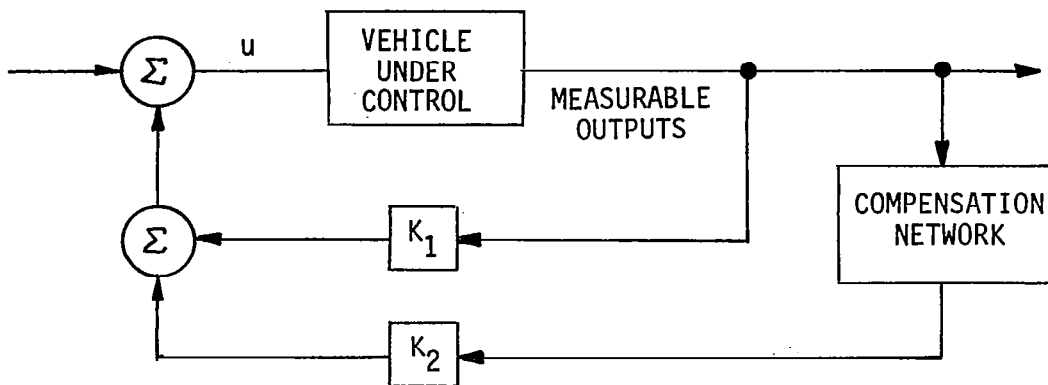 u
VEHICLE
UNDER
CONTROL
MEASURABLE
OUTPUTS
Σ
Σ
K₁
COMPENSATION
NETWORK
K₂